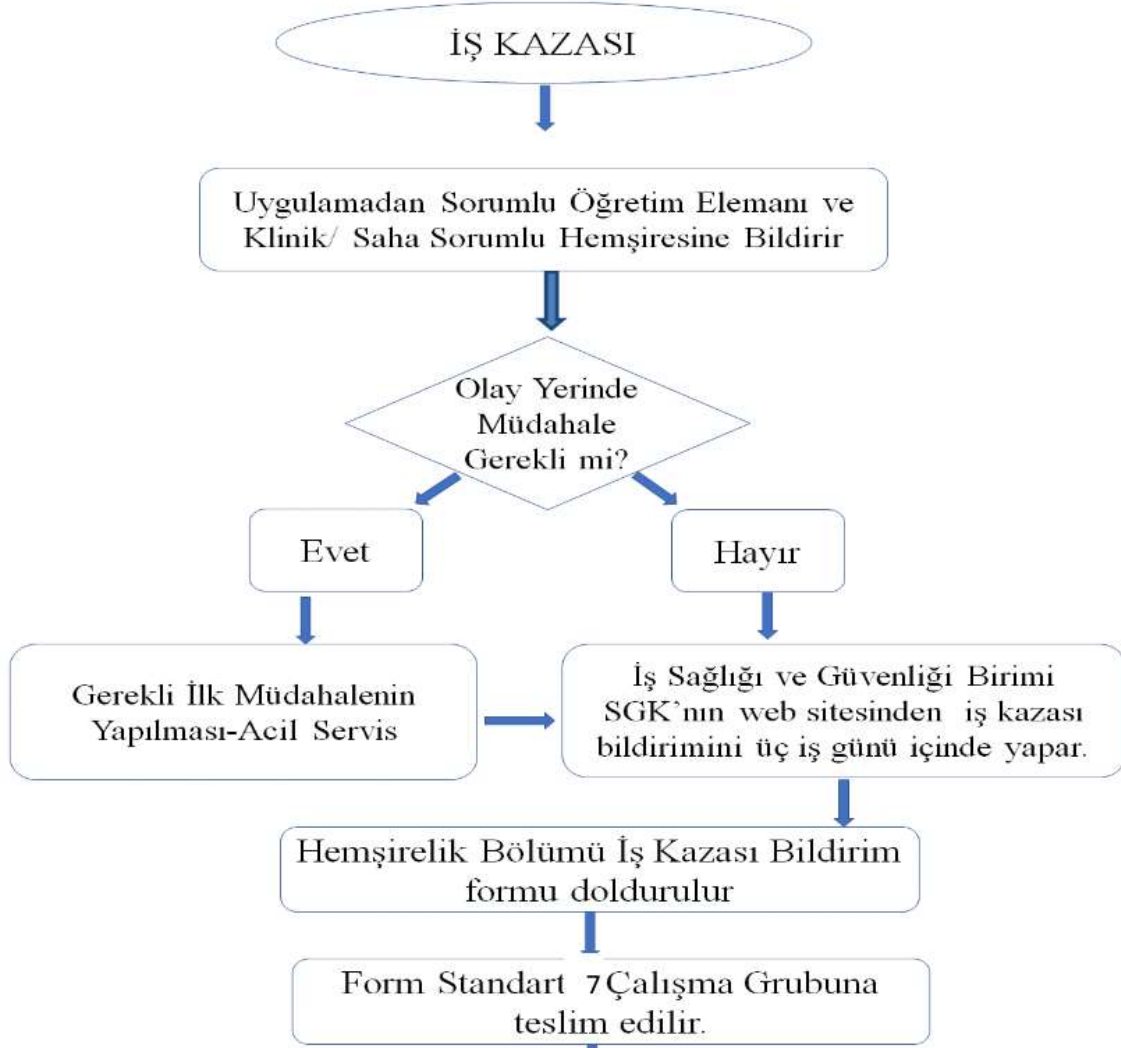 İŞ KAZASI
Uygulamadan Sorumlu Öğretim Elemanı ve
Klinik/ Saha Sorumlu Hemşiresine Bildirir
Olay Yerinde
Müdahale
Gerekli mi?
Evet
Hayır
Gerekli İlk Müdahalenin
Yapılması-Acil Servis
İş Sağlığı ve Güvenliği Birimi
SGK’nın web sitesinden iş kazası
bildirimini üç iş günü içinde yapar.
Hemşirelik Bölümü İş Kazası Bildirim
formu doldurulur
Form Standart 7 Çalışma Grubuna
teslim edilir.